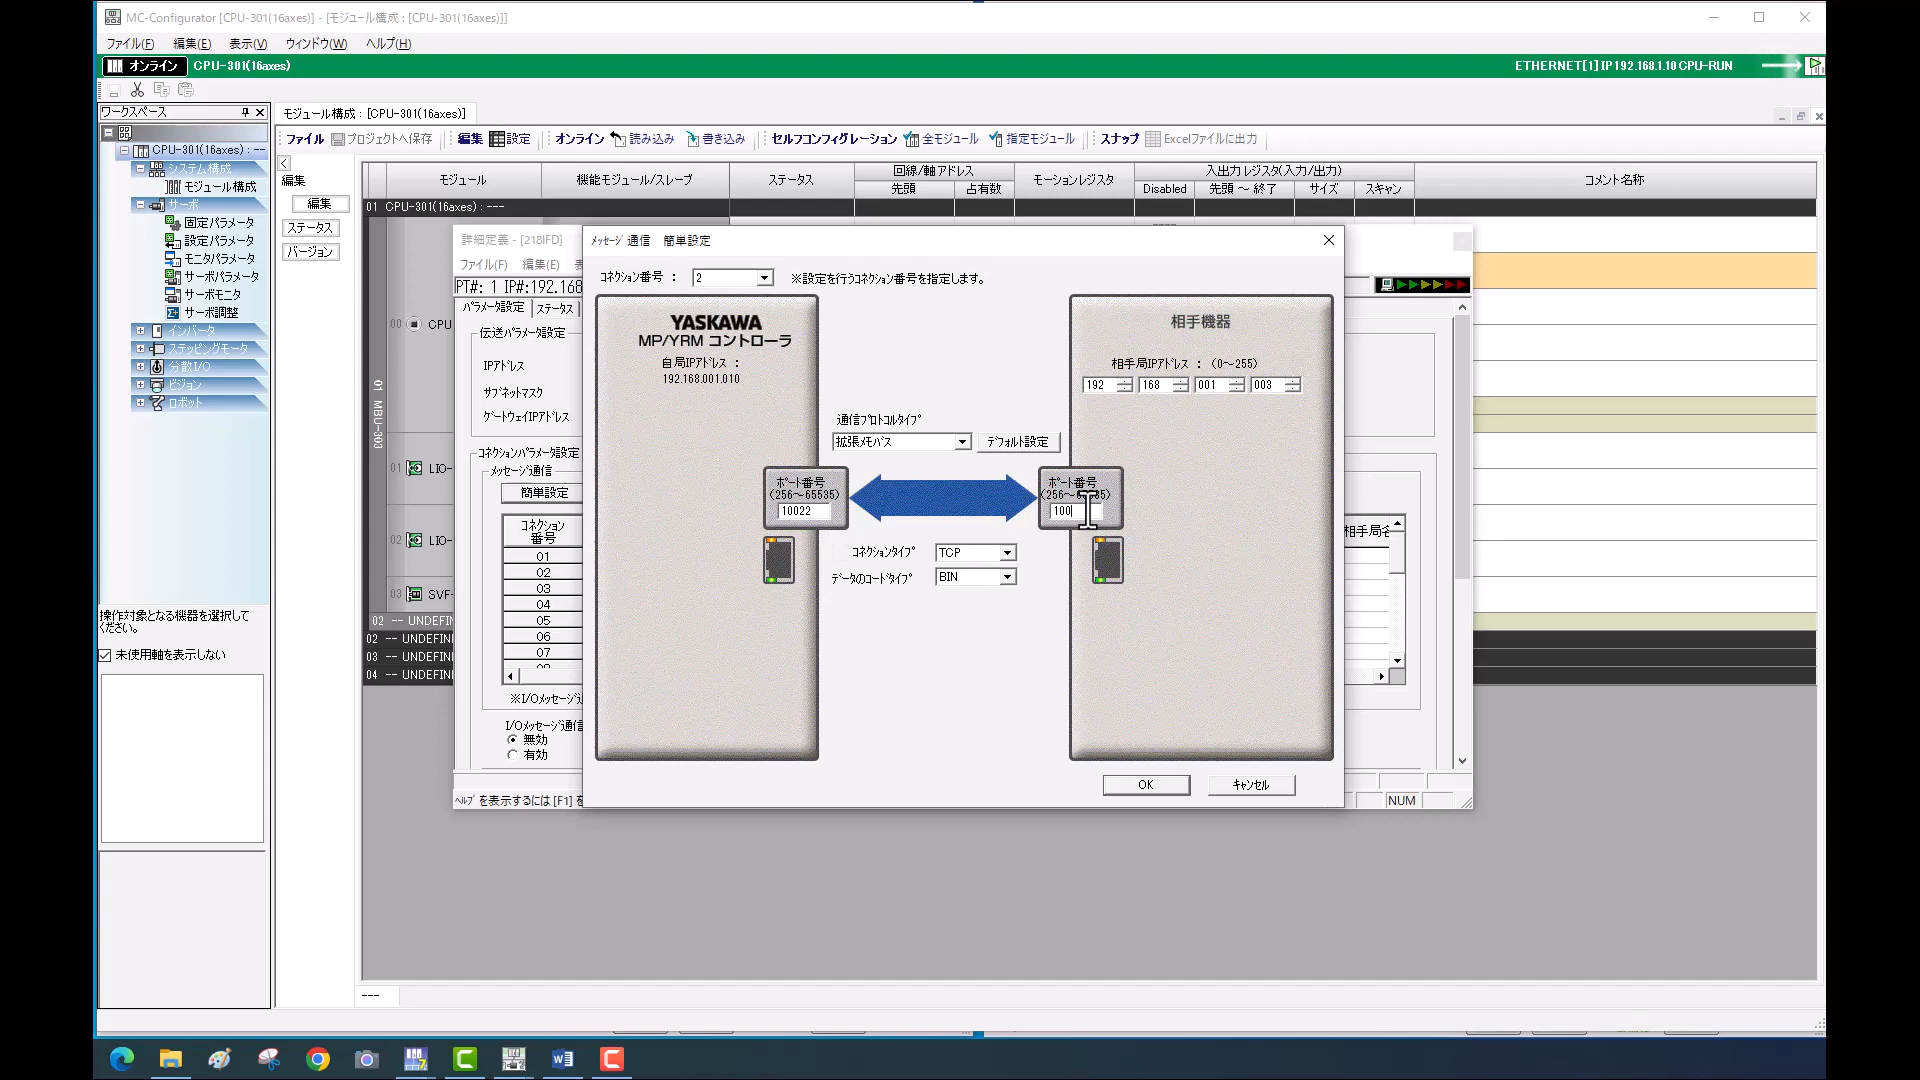 MC-Configurator [CPU-301(16axes)] - [モジュール構成 : [CPU-301(16axes)]]
ファイル(F) 編集(E) 表示(V) ウィンドウ(W) ヘルプ(H)
オンライン CPU-301(16axes) ETHERNET[1] IP192.168.1.10 CPU-RUN
ワークスペース
モジュール構成 : [CPU-301(16axes)]
ファイル プロジェクトへ保存 編集 設定 オンライン 読み込み 書き込み セルフコンフィグレーション 全モジュール 指定モジュール スナップ Excelファイルに出力
CPU-301(16axes) : --
システム構成
モジュール構成
サーボ
固定パラメータ
設定パラメータ
モニタパラメータ
サーボパラメータ
サーボモニタ
サーボ調整
インバータ
ステッピングモータ
分散I/O
ビジョン
ロボット
操作対象となる機器を選択して
ください。
未使用軸を表示しない
編集
編集
ステータス
バージョン
モジュール 機能モジュール/スレーブ ステータス 回線/軸アドレス モーションレジスタ 入出力レジスタ(入力/出力) コメント名称
先頭 占有数 Disabled 先頭 ～ 終了 サイズ スキャン
01 CPU-301(16axes) : ---
01 MBU-303
00 CPU
01 LIO-
02 LIO-
03 SVF-
02 -- UNDEFIN
02 -- UNDEFIN
03 -- UNDEFIN
04 -- UNDEFIN
---
詳細定義 - [218IFD]
ファイル(F) 編集(E) 表
PT#: 1 IP#:192.168
パラメータ設定 ステータス
伝送パラメータ設定
IPアドレス
サブネットマスク
ゲートウェイIPアドレス
コネクションパラメータ設定
メッセージ通信
簡単設定
コネクション
番号
相手局名
01
02
03
04
05
06
07
※I/Oメッセージ通
I/Oメッセージ通信
無効
有効
ヘルプを表示するには [F1] を
NUM
メッセージ通信 簡単設定
コネクション番号 : 2 ※設定を行うコネクション番号を指定します。
YASKAWA
MP/YRM コントローラ
自局IPアドレス :
192.168.001.010
相手機器
相手局IPアドレス : (0～255)
192 168 001 003
通信プロトコルタイプ
拡張メモバス デフォルト設定
ポート番号
(256～65535)
10022
ポート番号
100
コネクションタイプ TCP
データのコードタイプ BIN
OK キャンセル